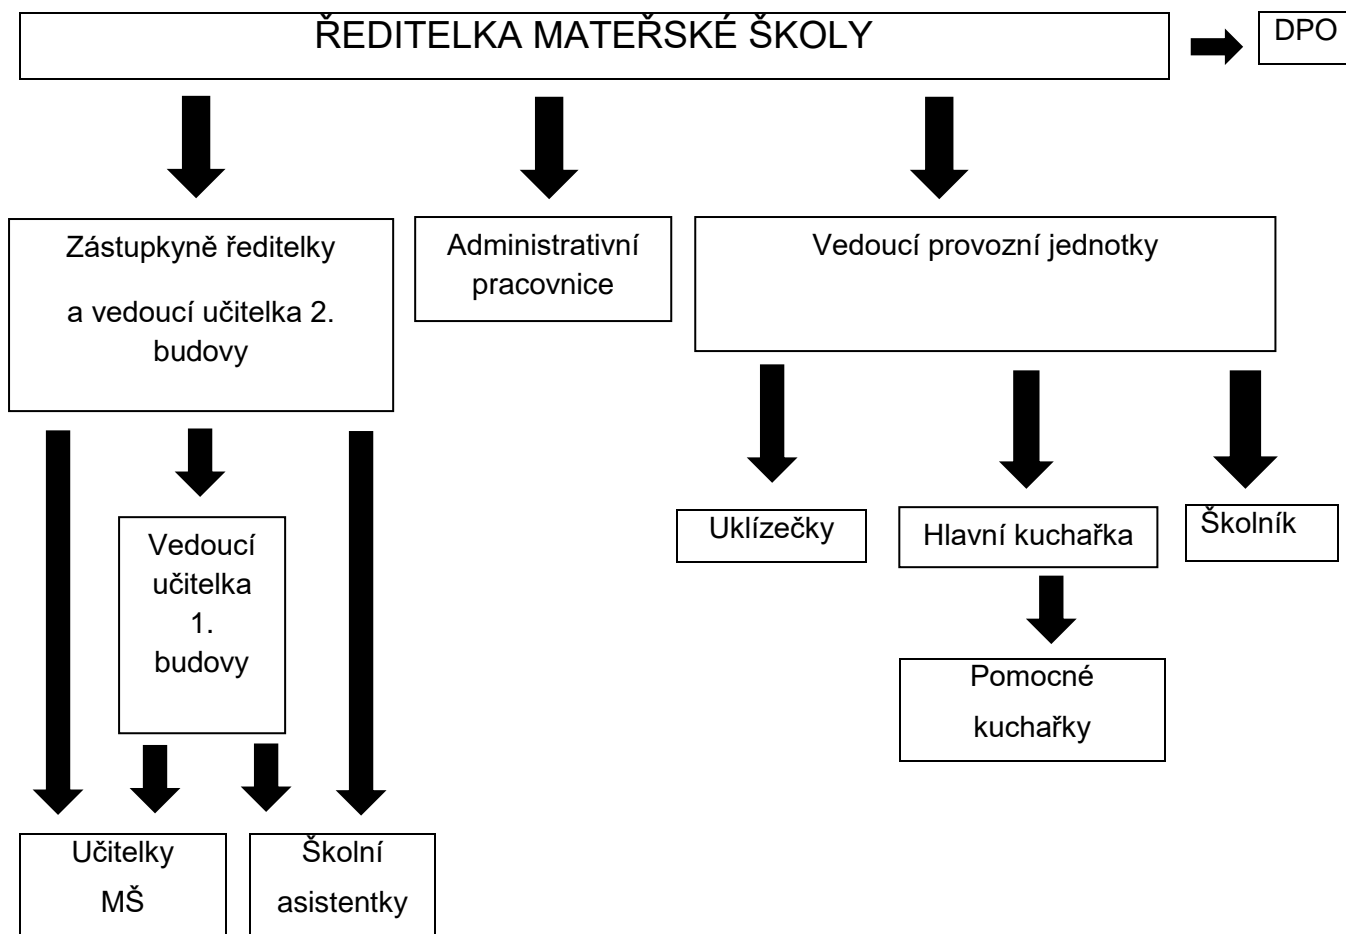 ŘEDITELKA MATEŘSKÉ ŠKOLY
DPO
Zástupkyně ředitelky
a vedoucí učitelka 2.
budovy
Administrativní
pracovnice
Vedoucí provozní jednotky
Vedoucí
učitelka
1.
budovy
Uklízečky
Hlavní kuchařka
Školník
Pomocné
kuchařky
Učitelky
MŠ
Školní
asistentky